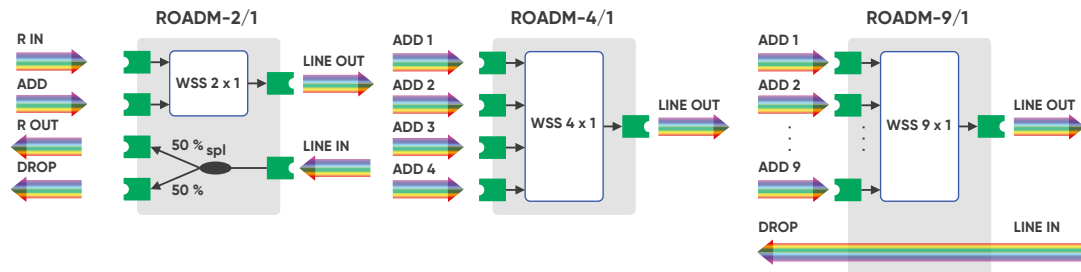 ROADM-2/1
R IN
ADD
R OUT
DROP
WSS 2 x 1
LINE OUT
50 %
spl
50 %
LINE IN
ROADM-4/1
ADD 1
ADD 2
ADD 3
ADD 4
WSS 4 x 1
LINE OUT
ROADM-9/1
ADD 1
ADD 2
ADD 9
WSS 9 x 1
LINE OUT
DROP
LINE IN